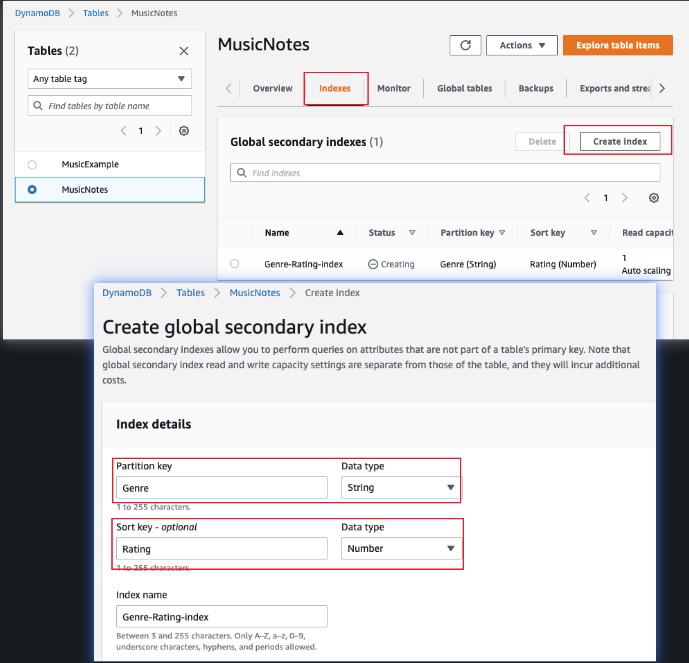 DynamoDB > Tables > MusicNotes
Tables (2)
Any table tag
Find tables by table name
1
MusicExample
MusicNotes
MusicNotes
Actions
Explore table items
Overview
Indexes
Monitor
Global tables
Backups
Exports and strea
Global secondary indexes (1)
Delete
Create index
Find indexes
1
Name
Status
Partition key
Sort key
Read capacit
Genre-Rating-index
Creating
Genre (String)
Rating (Number)
1
Auto scaling
DynamoDB > Tables > MusicNotes > Create index
Create global secondary index
Global secondary indexes allow you to perform queries on attributes that are not part of a table's primary key. Note that
global secondary index read and write capacity settings are separate from those of the table, and they will incur additional
costs.
Index details
Partition key
Data type
Genre
String
1 to 255 characters.
Sort key - optional
Data type
Rating
Number
1 to 255 characters.
Index name
Genre-Rating-index
Between 3 and 255 characters. Only A–Z, a–z, 0–9,
underscore characters, hyphens, and periods allowed.